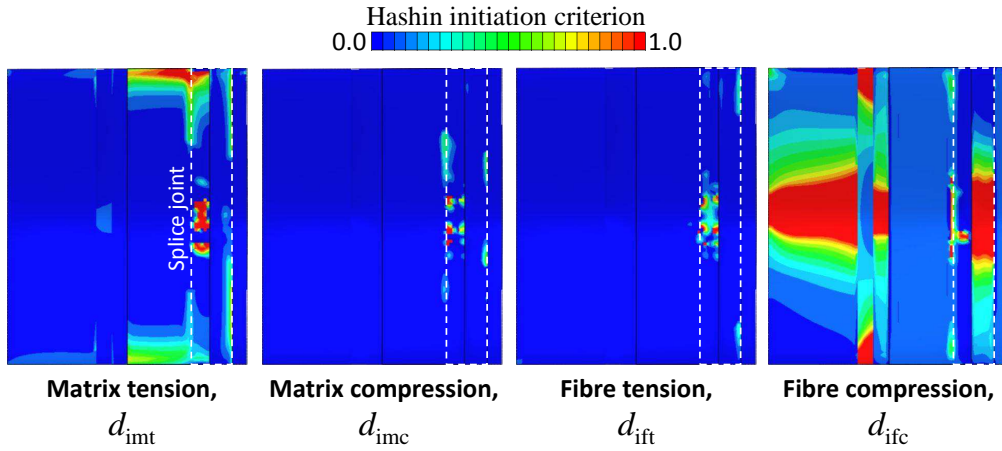 Hashin initiation criterion
0.0 1.0
Splice joint
Matrix tension,
d_imt
Matrix compression,
d_imc
Fibre tension,
d_ift
Fibre compression,
d_ifc